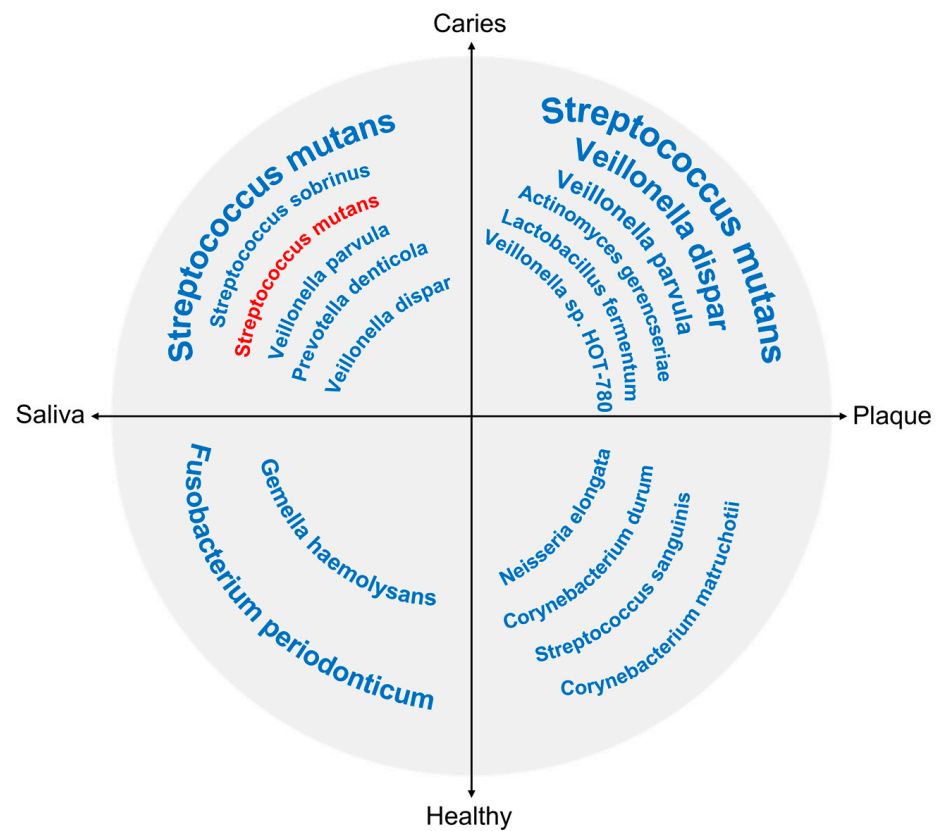 Caries
Streptococcus mutans
Streptococcus sobrinus
Streptococcus mutans
Veillonella parvula
Prevotella denticola
Veillonella dispar
Streptococcus mutans
Veillonella dispar
Veillonella parvula
Actinomyces gerencseriae
Lactobacillus fermentum
Veillonella sp. HOT-780
Saliva
Plaque
Fusobacterium periodonticum
Gemella haemolysans
Neisseria elongata
Corynebacterium durum
Streptococcus sanguinis
Corynebacterium matruchotii
Healthy